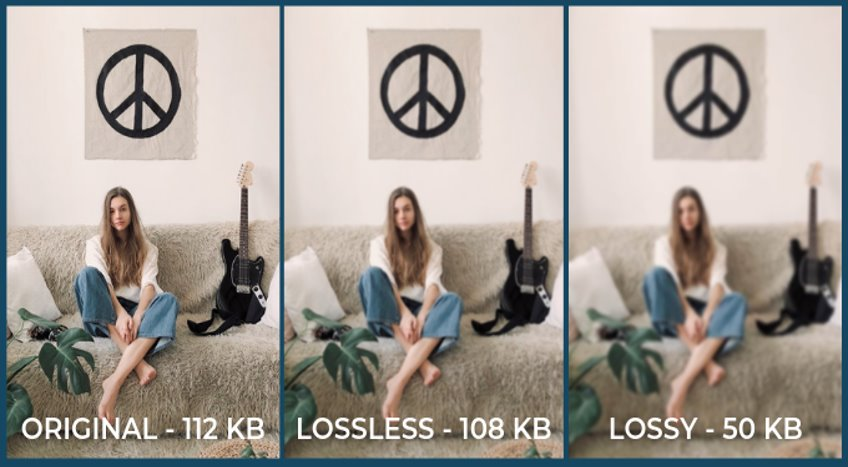 ORIGINAL - 112 KB
LOSSLESS - 108 KB
LOSSY - 50 KB